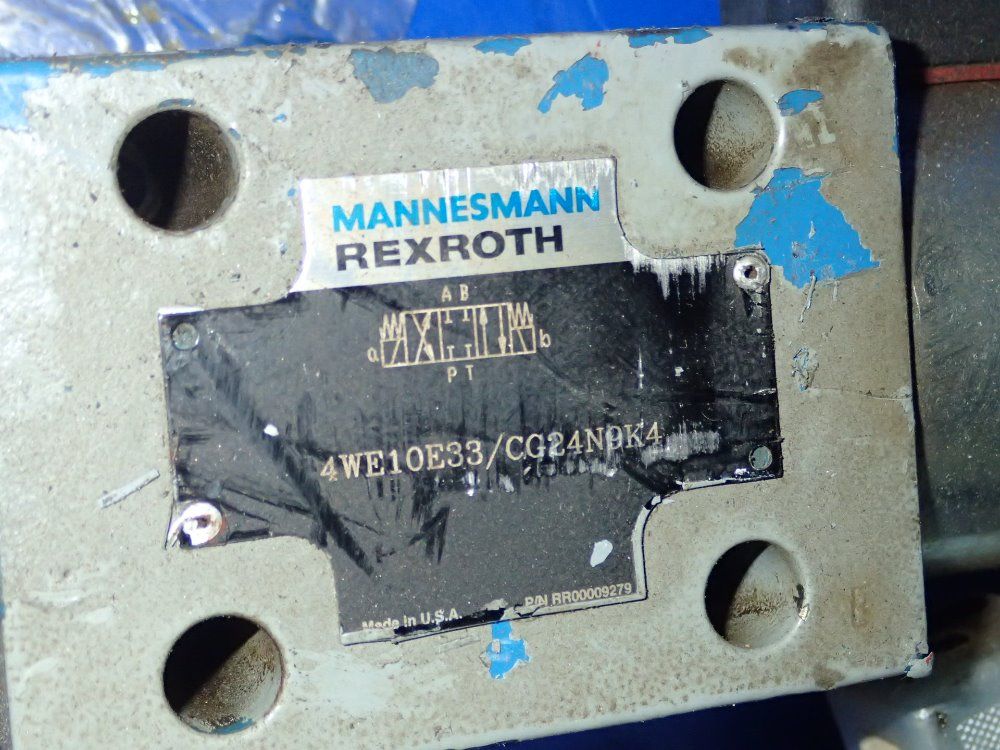 MANNESMANN
REXROTH
A B
a b
P T
4WE10E33/CG24N9K4
Made in U.S.A.
P/N RR00009279